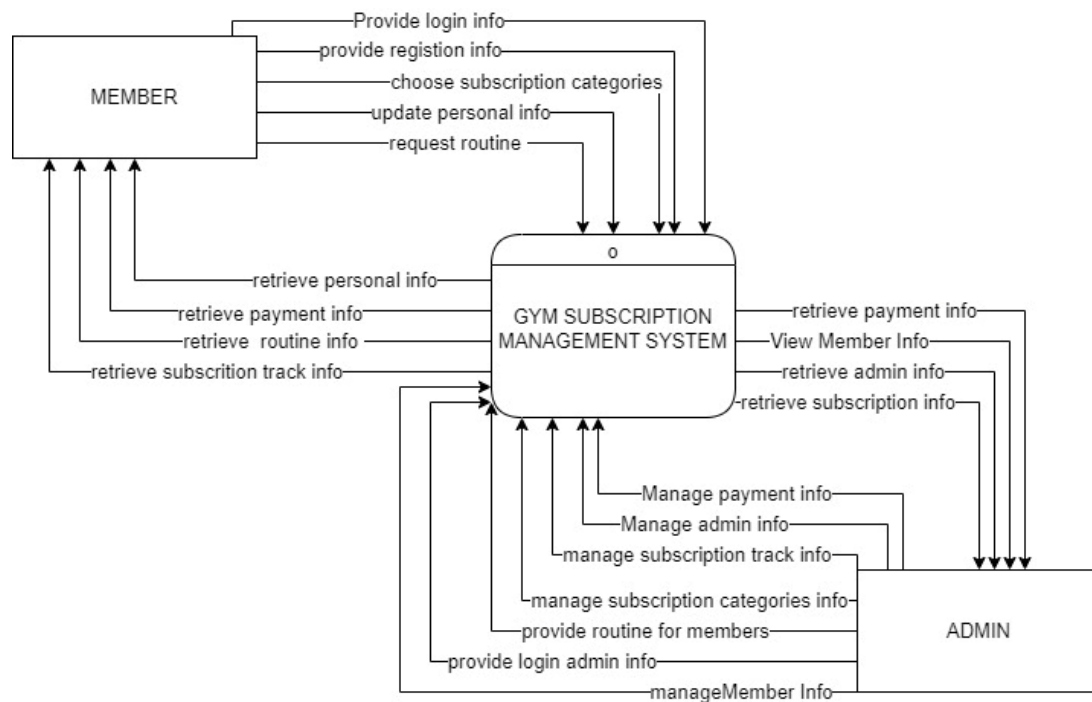 Provide login info
provide registion info
MEMBER
choose subscription categories
update personal info
request routine
o
retrieve personal info
GYM SUBSCRIPTION
MANAGEMENT SYSTEM
retrieve payment info
retrieve routine info
retrieve subscrition track info
retrieve payment info
View Member Info
retrieve admin info
retrieve subscription info
Manage payment info
Manage admin info
manage subscription track info
manage subscription categories info
provide routine for members
ADMIN
provide login admin info
manageMember Info